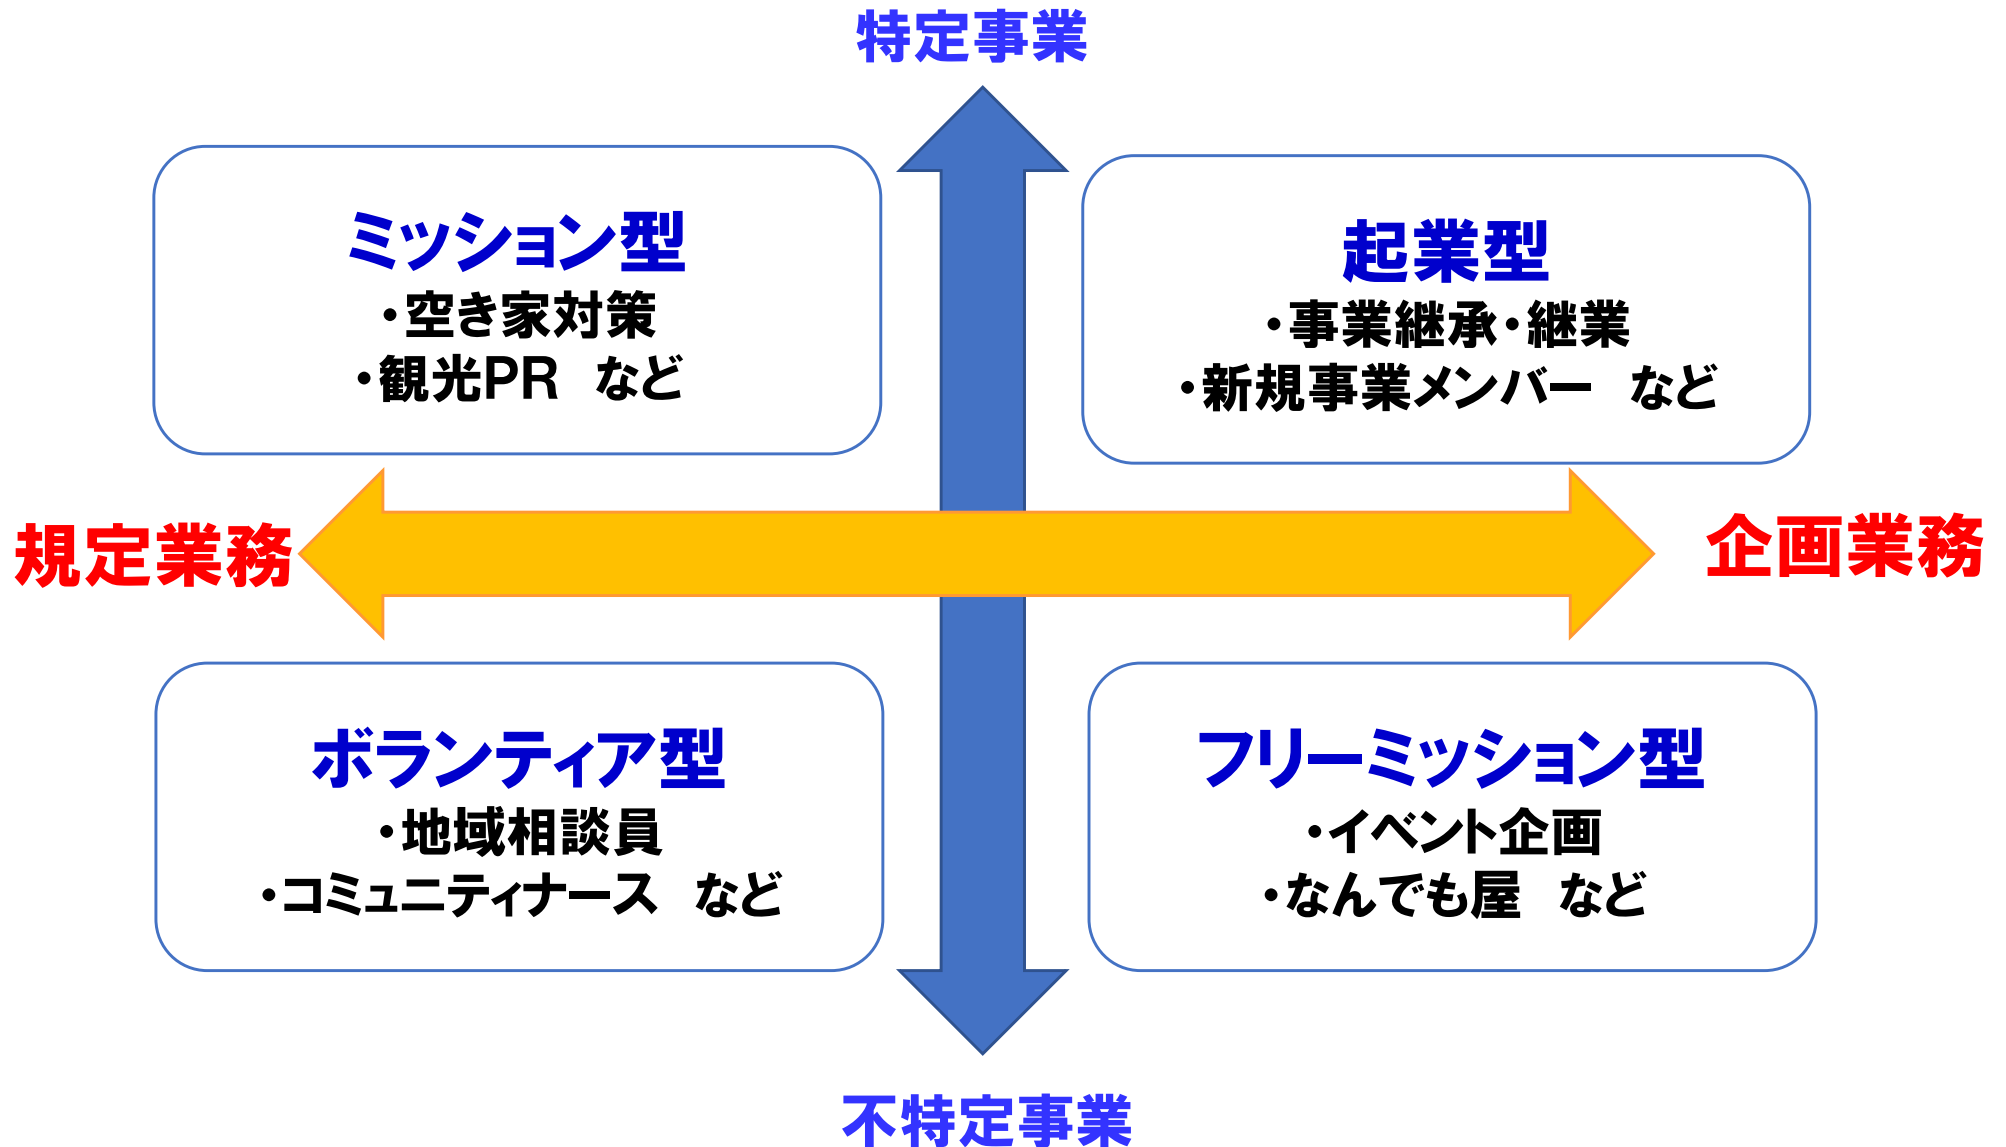 特定事業
ミッション型
・空き家対策
・観光PR　など
起業型
・事業継承・継業
・新規事業メンバー　など
規定業務
企画業務
ボランティア型
・地域相談員
・コミュニティナース　など
フリーミッション型
・イベント企画
・なんでも屋　など
不特定事業